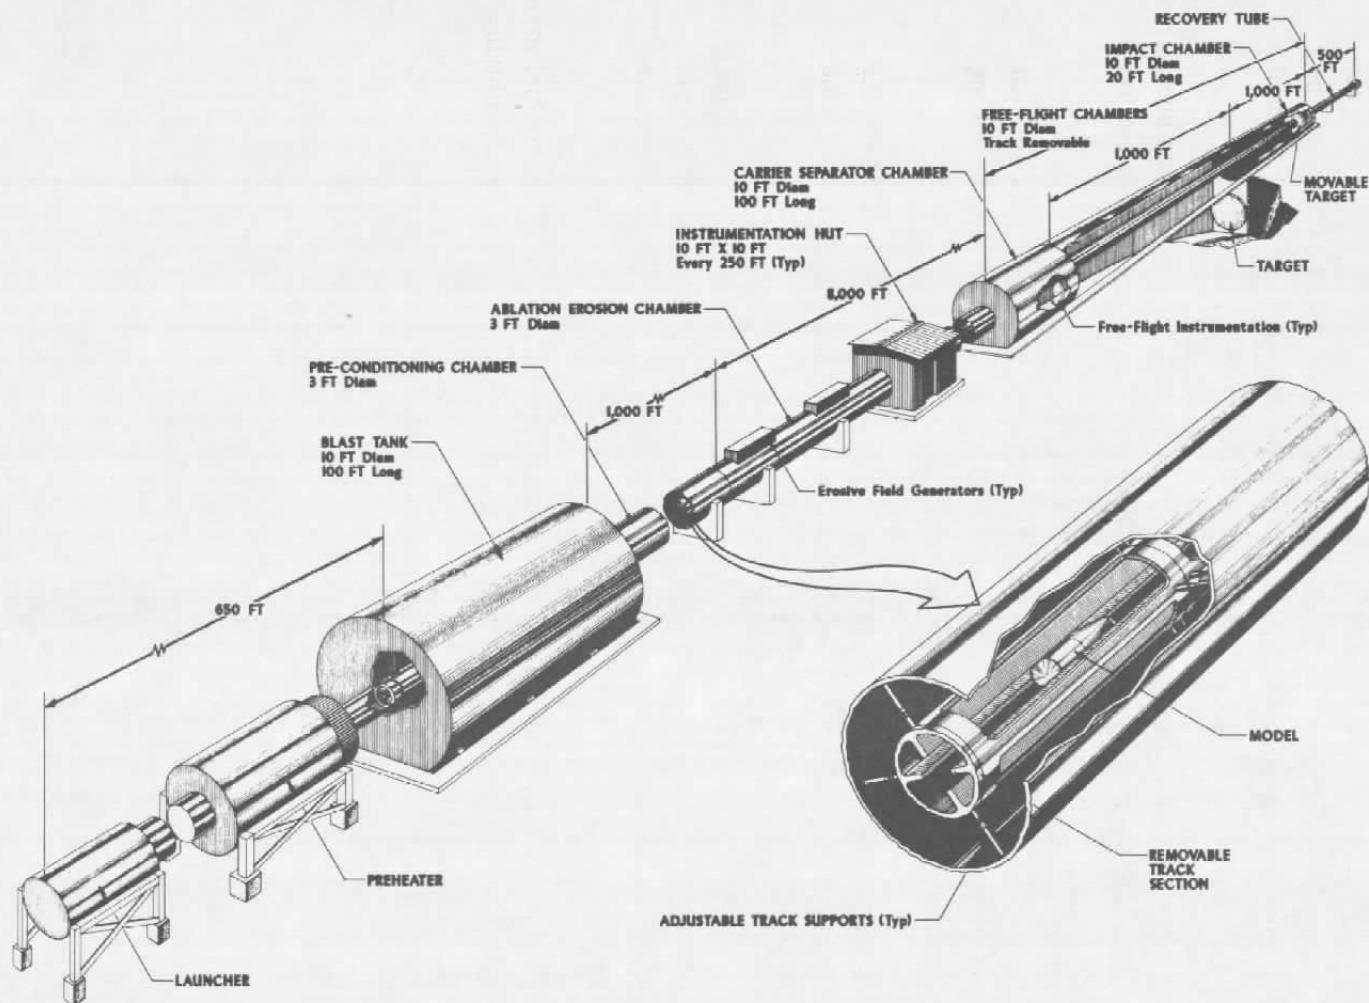 RECOVERY TUBE
IMPACT CHAMBER
10 FT Diam
20 FT Long
500
FT
1,000 FT
FREE-FLIGHT CHAMBERS
10 FT Diam
Track Removable
1,000 FT
CARRIER SEPARATOR CHAMBER
10 FT Diam
100 FT Long
MOVABLE
TARGET
INSTRUMENTATION HUT
10 FT X 10 FT
Every 250 FT (Typ)
TARGET
8,000 FT
ABLATION EROSION CHAMBER
3 FT Diam
Free-Flight Instrumentation (Typ)
PRE-CONDITIONING CHAMBER
3 FT Diam
1,000 FT
BLAST TANK
10 FT Diam
100 FT Long
Erosive Field Generators (Typ)
650 FT
MODEL
REMOVABLE
TRACK
SECTION
PREHEATER
ADJUSTABLE TRACK SUPPORTS (Typ)
LAUNCHER